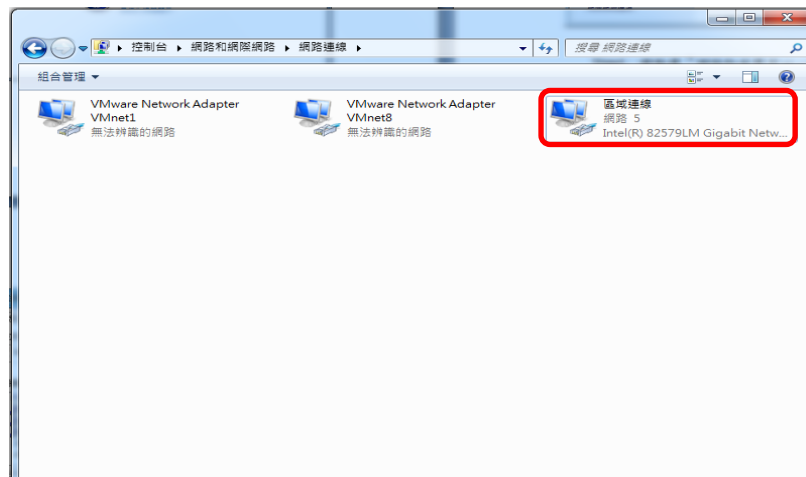 控制台 ▸ 網路和網際網路 ▸ 網路連線 ▸
搜尋 網路連線
組合管理
VMware Network Adapter
VMnet1
無法辨識的網路
VMware Network Adapter
VMnet8
無法辨識的網路
區域連線
網路 5
Intel(R) 82579LM Gigabit Netw...